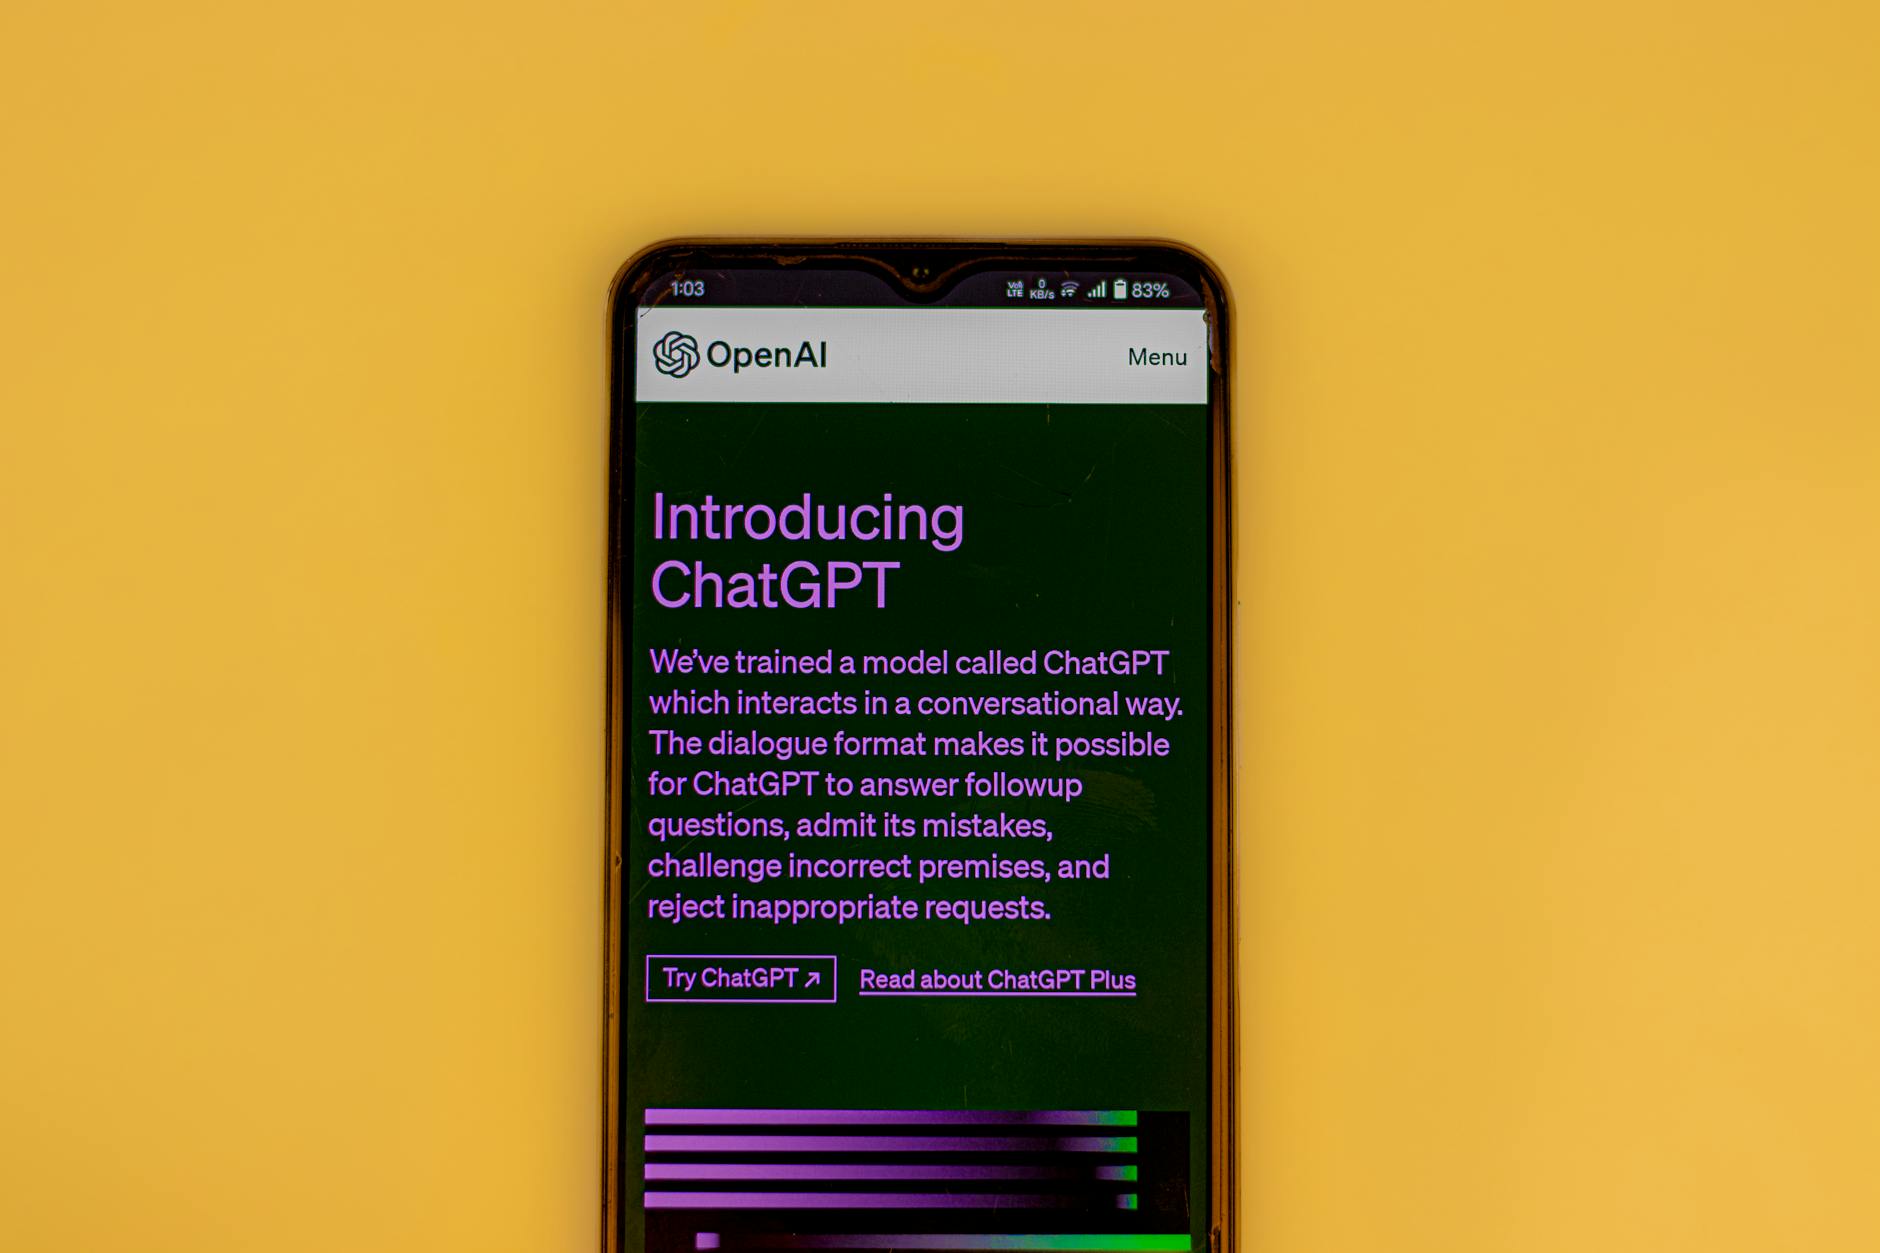 1:03
Vo) LTE 0 KB/s 83%
OpenAI
Menu
Introducing
ChatGPT
We’ve trained a model called ChatGPT
which interacts in a conversational way.
The dialogue format makes it possible
for ChatGPT to answer followup
questions, admit its mistakes,
challenge incorrect premises, and
reject inappropriate requests.
Try ChatGPT ↗
Read about ChatGPT Plus